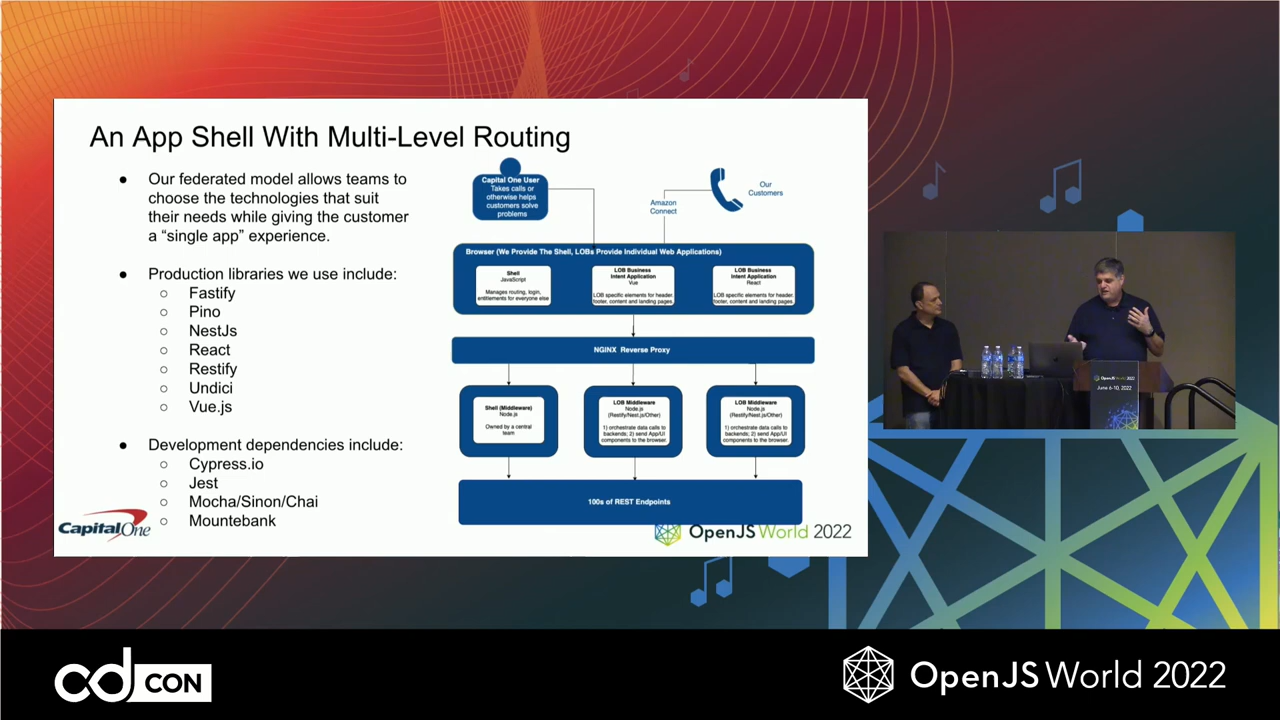 An App Shell With Multi-Level Routing
● Our federated model allows teams to
choose the technologies that suit
their needs while giving the customer
a “single app” experience.
● Production libraries we use include:
○ Fastify
○ Pino
○ NestJs
○ React
○ Restify
○ Undici
○ Vue.js
● Development dependencies include:
○ Cypress.io
○ Jest
○ Mocha/Sinon/Chai
○ Mountebank
Capital One User
Takes calls or
otherwise helps
customers solve
problems
Amazon
Connect
Our
Customers
Browser (We Provide The Shell, LOBs Provide Individual Web Applications)
Shell
JavaScript
Manages routing, login,
entitlements for everyone else
LOB Business
Intent Application
Vue
LOB specific elements for header,
footer, content and landing pages.
LOB Business
Intent Application
React
LOB specific elements for header,
footer, content and landing pages.
NGINX Reverse Proxy
Shell (Middleware)
Node.js
Owned by a central
team
LOB Middleware
Node.js
(Restify/Nest.js/Other)
1) orchestrate data calls to
backends; 2) send App/UI
components to the browser.
LOB Middleware
Node.js
(Restify/Nest.js/Other)
1) orchestrate data calls to
backends; 2) send App/UI
components to the browser.
100s of REST Endpoints
Capital One
OpenJS World 2022
OpenJS World 2022
June 6-10, 2022
cd CON
OpenJS World 2022